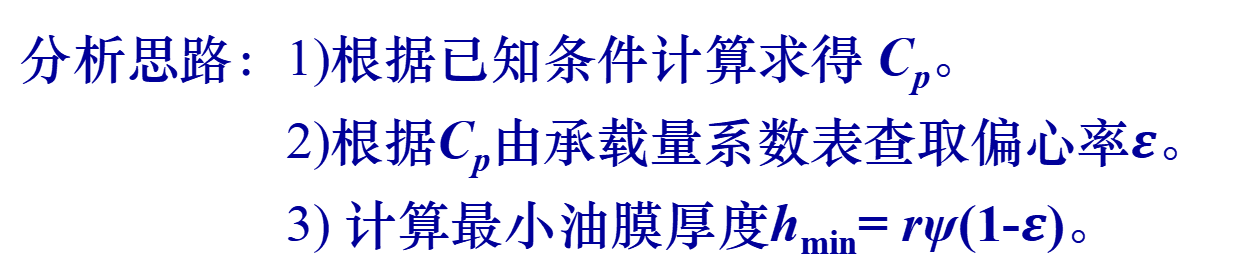 分析思路：1)根据已知条件计算求得 Cp。
2)根据Cp由承载量系数表查取偏心率ε。
3) 计算最小油膜厚度hmin= rψ(1-ε)。